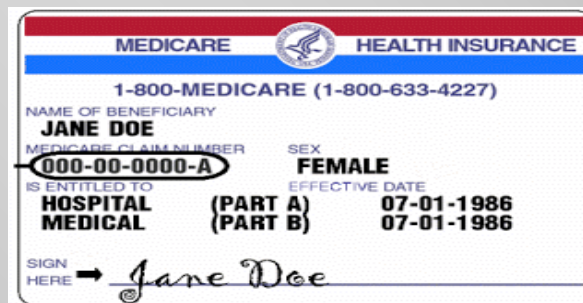 MEDICARE HEALTH INSURANCE
1-800-MEDICARE (1-800-633-4227)
NAME OF BENEFICIARY
JANE DOE
MEDICARE CLAIM NUMBER SEX
000-00-0000-A FEMALE
IS ENTITLED TO EFFECTIVE DATE
HOSPITAL (PART A) 07-01-1986
MEDICAL (PART B) 07-01-1986
SIGN
HERE Jane Doe